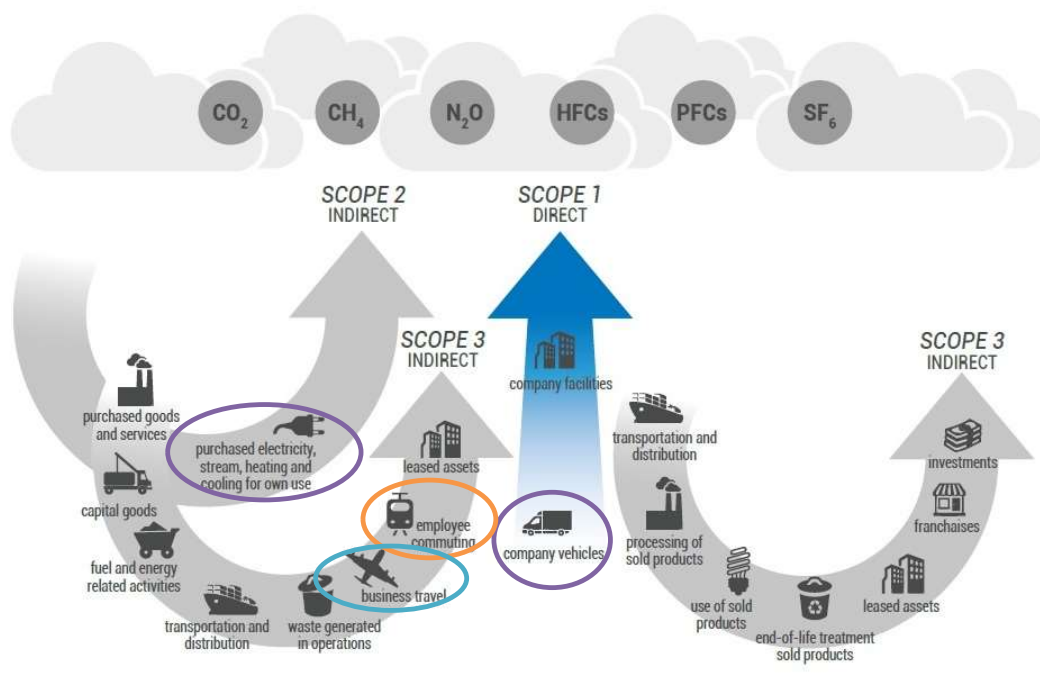 CO₂
CH₄
N₂O
HFCs
PFCs
SF₆
SCOPE 2
INDIRECT
SCOPE 1
DIRECT
SCOPE 3
INDIRECT
SCOPE 3
INDIRECT
purchased goods
and services
purchased electricity,
stream, heating and
cooling for own use
capital goods
fuel and energy
related activities
transportation and
distribution
waste generated
in operations
business travel
employee
commuting
leased assets
company facilities
company vehicles
transportation and
distribution
processing of
sold products
use of sold
products
end-of-life treatment
sold products
leased assets
franchaises
investments